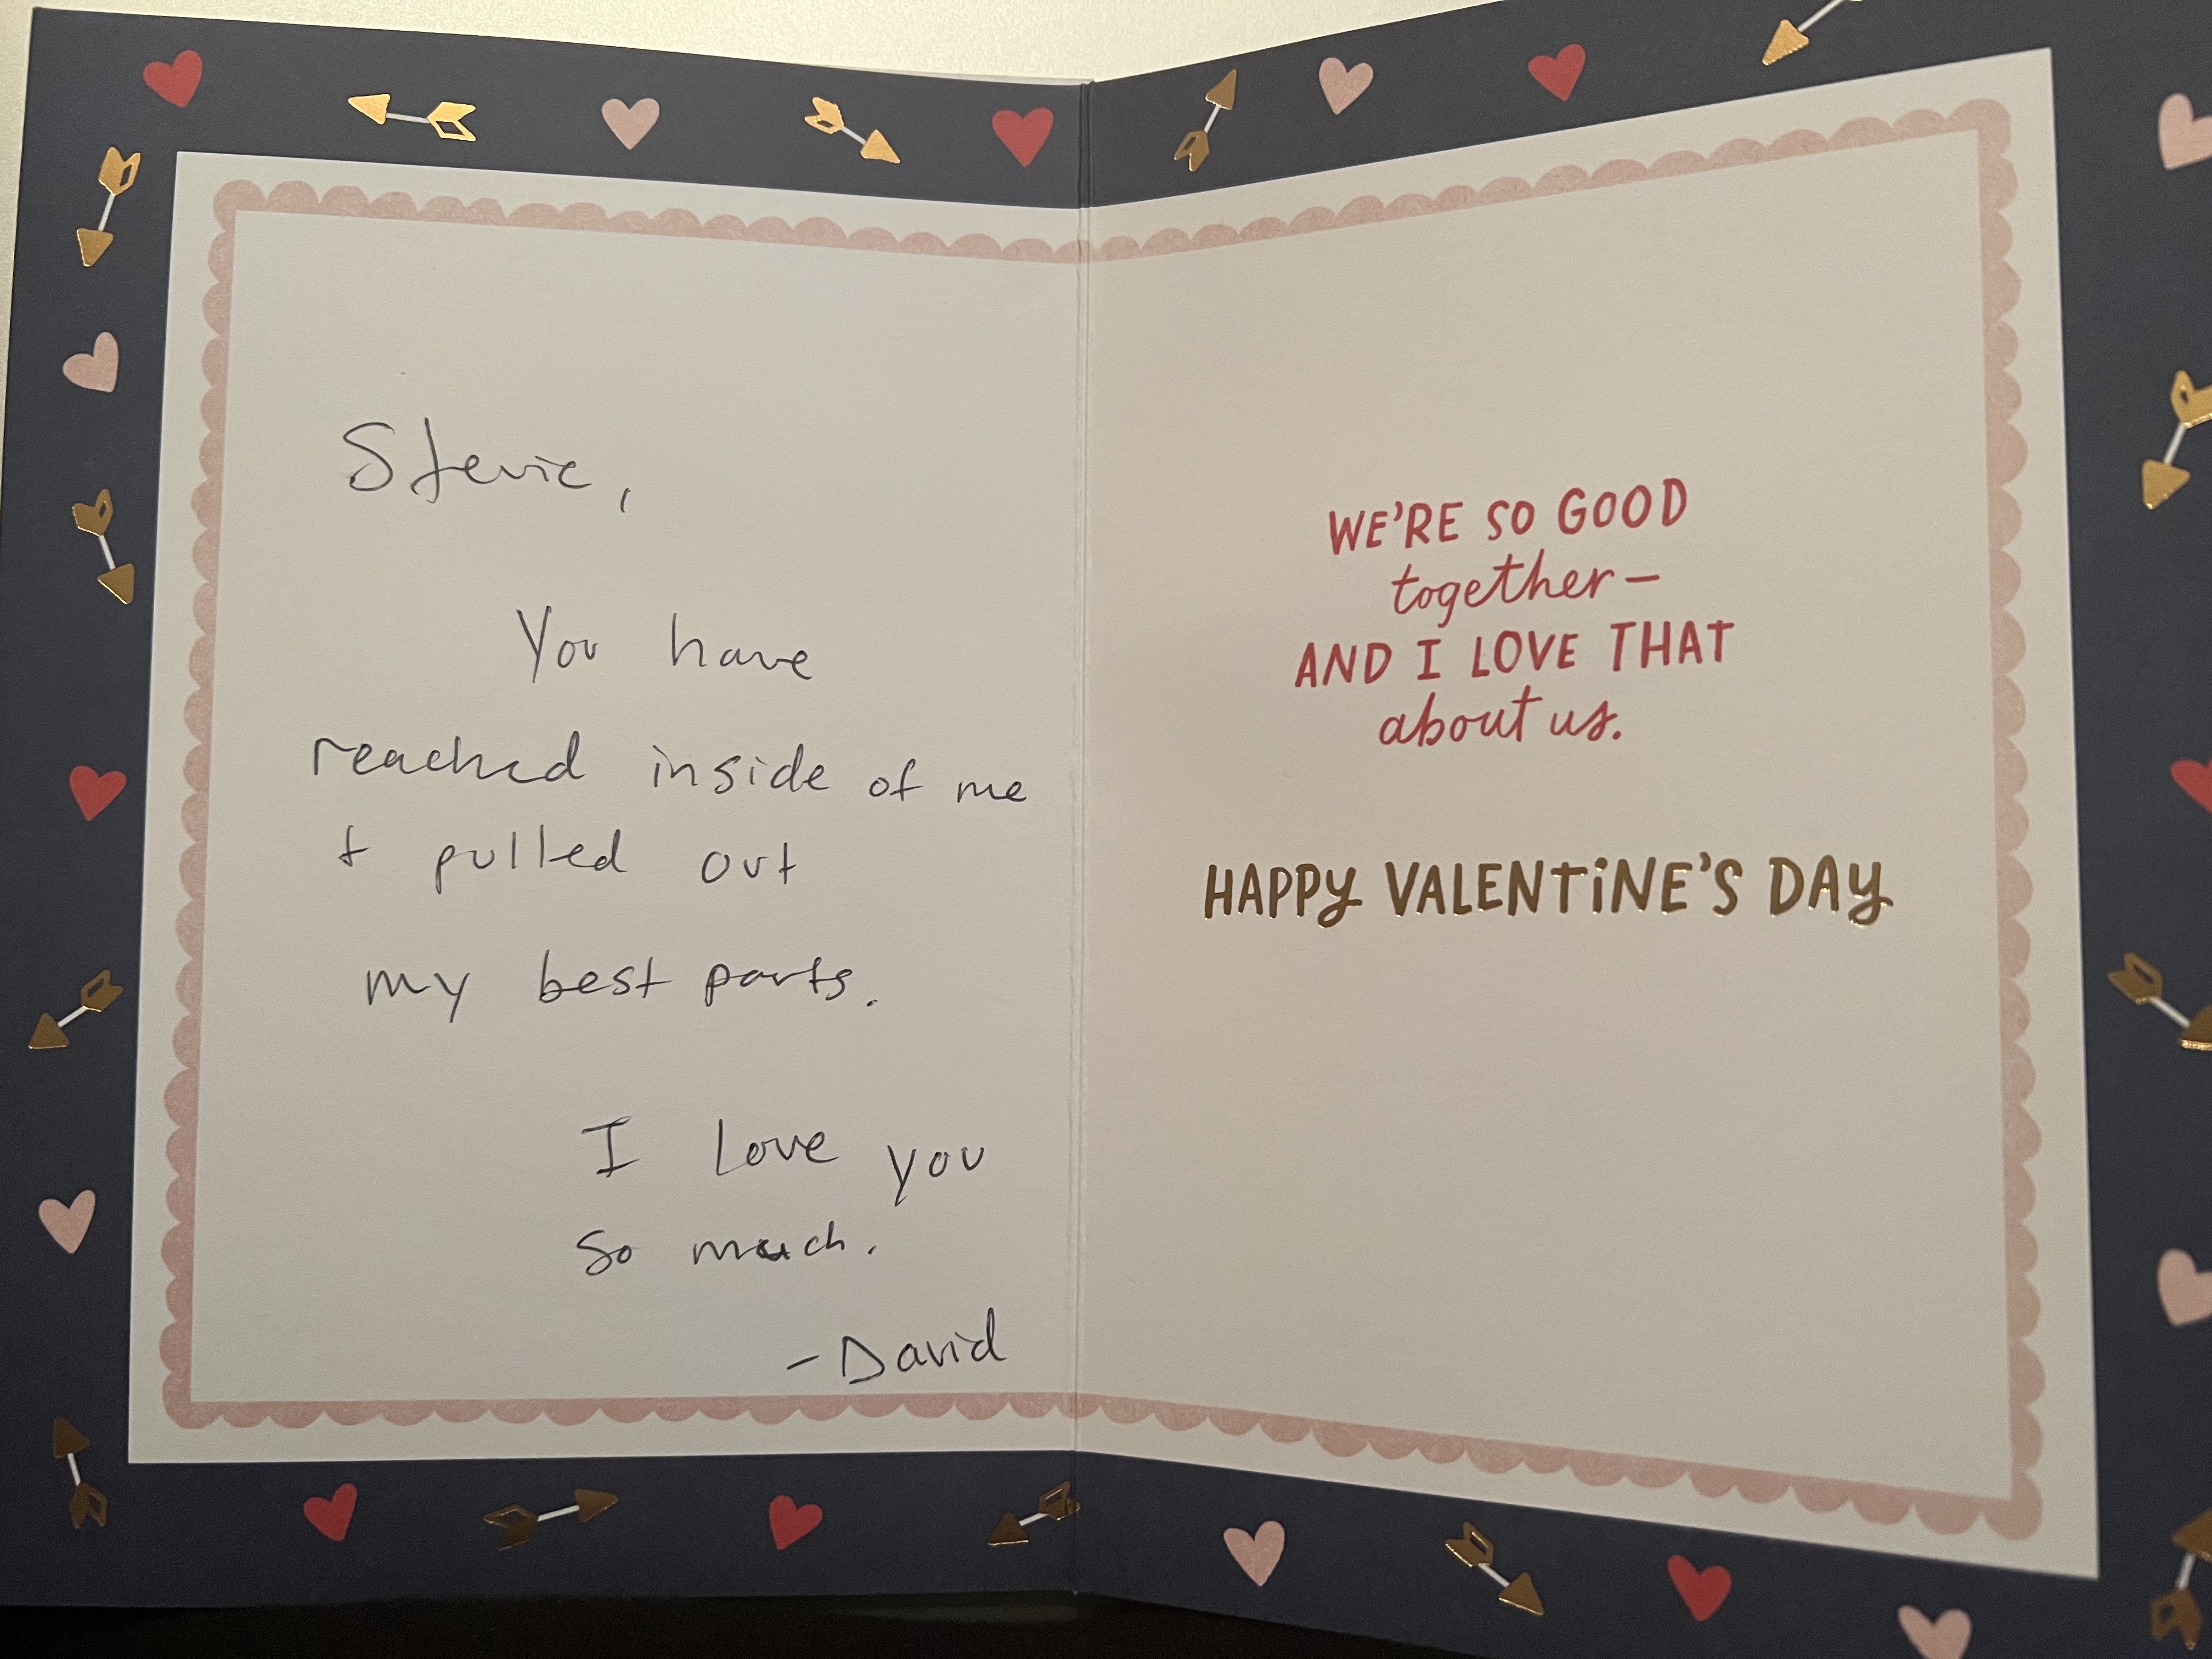 Stevie,
You have
reached inside of me
+ pulled out
my best parts.
I love you
so much.
- David
WE'RE SO GOOD
together—
AND I LOVE THAT
about us.
HAPPY VALENTiNE'S DAY